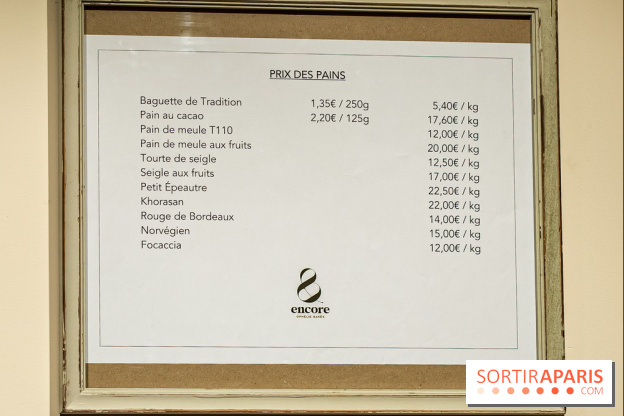 PRIX DES PAINS
Baguette de Tradition 1,35€ / 250g 5,40€ / kg
Pain au cacao 2,20€ / 125g 17,60€ / kg
Pain de meule T110 12,00€ / kg
Pain de meule aux fruits 20,00€ / kg
Tourte de seigle 12,50€ / kg
Seigle aux fruits 17,00€ / kg
Petit Épeautre 22,50€ / kg
Khorasan 22,00€ / kg
Rouge de Bordeaux 14,00€ / kg
Norvégien 15,00€ / kg
Focaccia 12,00€ / kg
8
encore
SORTIRAPARIS
.COM